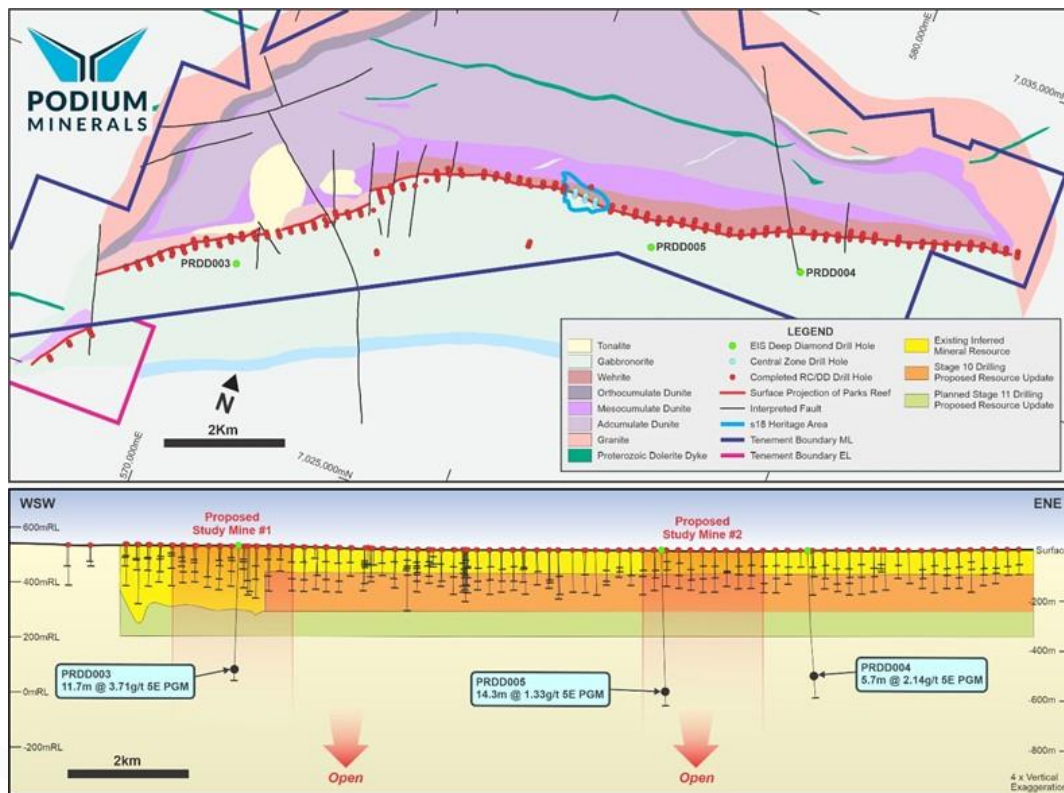 PODIUM
MINERALS
580,000mE
7,035,000mN
PRDD003
PRDD005
PRDD004
N
2Km
570,000mE
7,025,000mN
LEGEND
Tonalite
Gabbronorite
Wehrite
Orthocumulate Dunite
Mesocumulate Dunite
Adcumulate Dunite
Granite
Proterozoic Dolerite Dyke
EIS Deep Diamond Drill Hole
Central Zone Drill Hole
Completed RC/DD Drill Hole
Surface Projection of Parks Reef
Interpreted Fault
s18 Heritage Area
Tenement Boundary ML
Tenement Boundary EL
Existing Inferred
Mineral Resource
Stage 10 Drilling
Proposed Resource Update
Planned Stage 11 Drilling
Proposed Resource Update
WSW
ENE
600mRL
400mRL
200mRL
0mRL
-200mRL
Proposed
Study Mine #1
Proposed
Study Mine #2
Surface
-200m
-400m
-600m
-800m
PRDD003
11.7m @ 3.71g/t 5E PGM
PRDD005
14.3m @ 1.33g/t 5E PGM
PRDD004
5.7m @ 2.14g/t 5E PGM
2km
Open
Open
4 x Vertical
Exaggeration